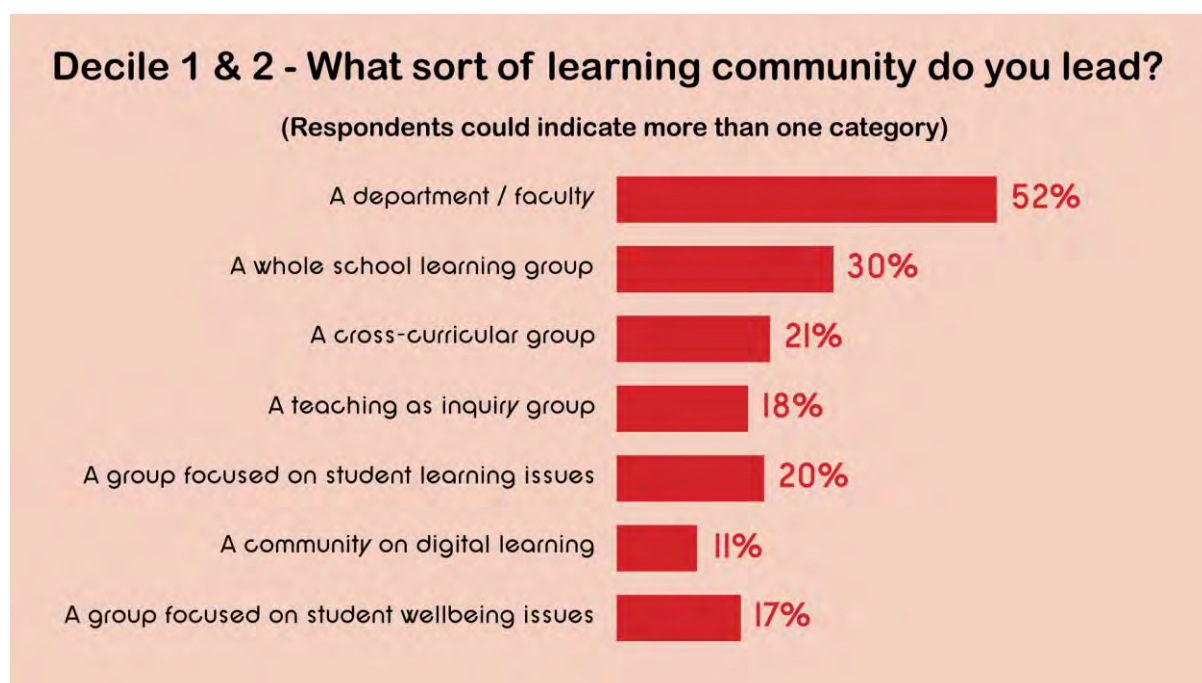 Decile 1 & 2 - What sort of learning community do you lead?
(Respondents could indicate more than one category)
A department / faculty 52%
A whole school learning group 30%
A cross-curricular group 21%
A teaching as inquiry group 18%
A group focused on student learning issues 20%
A community on digital learning 11%
A group focused on student wellbeing issues 17%